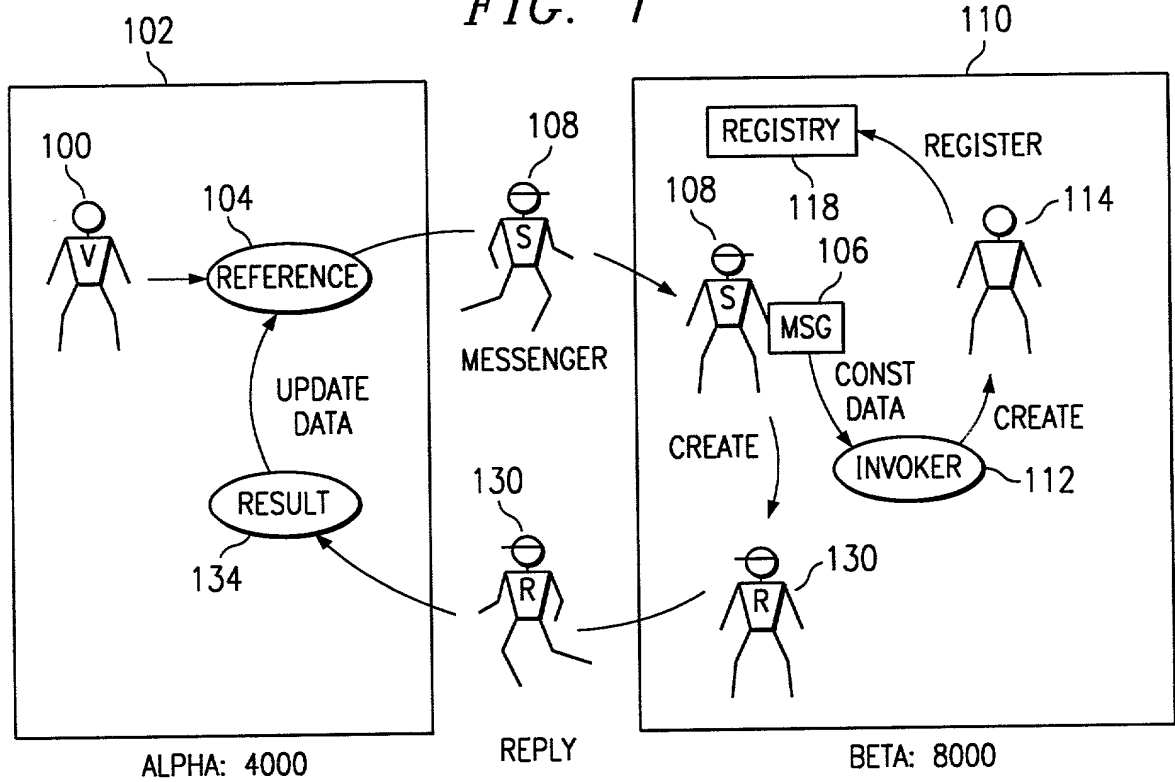 FIG. 1
102
110
100
104
108
REGISTRY
REGISTER
118
108
114
V
REFERENCE
S
106
S
MSG
MESSENGER
UPDATE
DATA
CONST
DATA
CREATE
CREATE
INVOKER
112
RESULT
130
134
R
130
R
REPLY
ALPHA: 4000
BETA: 8000